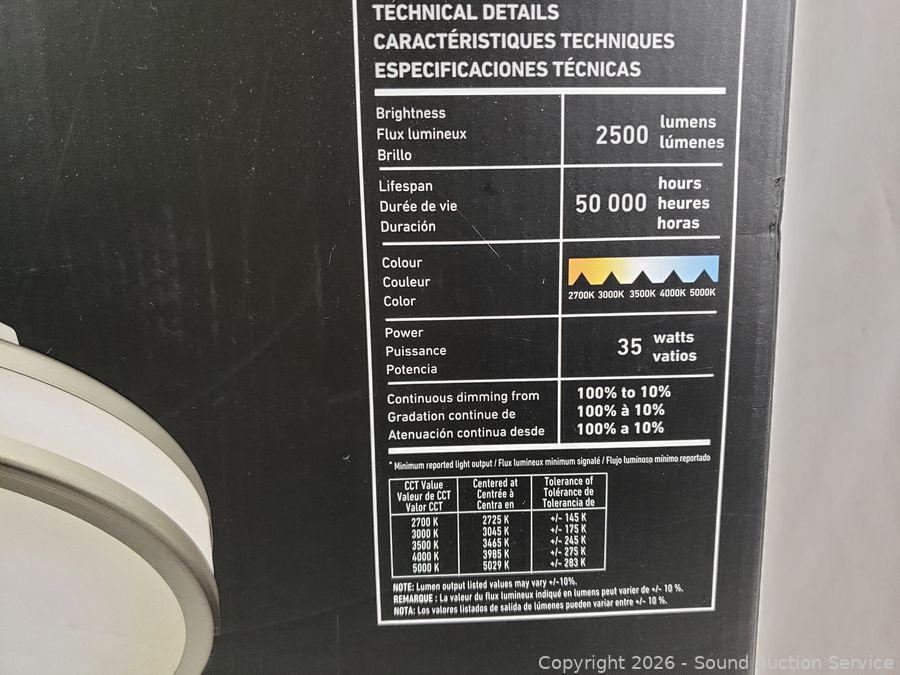 TECHNICAL DETAILS
CARACTÉRISTIQUES TECHNIQUES
ESPECIFICACIONES TÉCNICAS
Brightness
Flux lumineux
Brillo
2500 lumens
lúmenes
Lifespan
Durée de vie
Duración
50 000 hours
heures
horas
Colour
Couleur
Color
2700K 3000K 3500K 4000K 5000K
Power
Puissance
Potencia
35 watts
vatios
Continuous dimming from
Gradation continue de
Atenuación continua desde
100% to 10%
100% à 10%
100% a 10%
* Minimum reported light output / Flux lumineux minimum signalé / Flujo luminoso mínimo reportado
CCT Value
Valeur de CCT
Valor CCT
Centered at
Centrée à
Centra en
Tolerance of
Tolérance de
Tolerancia de
2700 K 2725 K +/- 145 K
3000 K 3045 K +/- 175 K
3500 K 3465 K +/- 245 K
4000 K 3985 K +/- 275 K
5000 K 5029 K +/- 283 K
NOTE: Lumen output listed values may vary +/-10%.
REMARQUE : La valeur du flux lumineux indiqué en lumens peut varier de +/- 10 %.
NOTA: Los valores listados de salida de lúmenes pueden variar entre +/- 10 %.
Copyright 2026 - Sound Auction Service